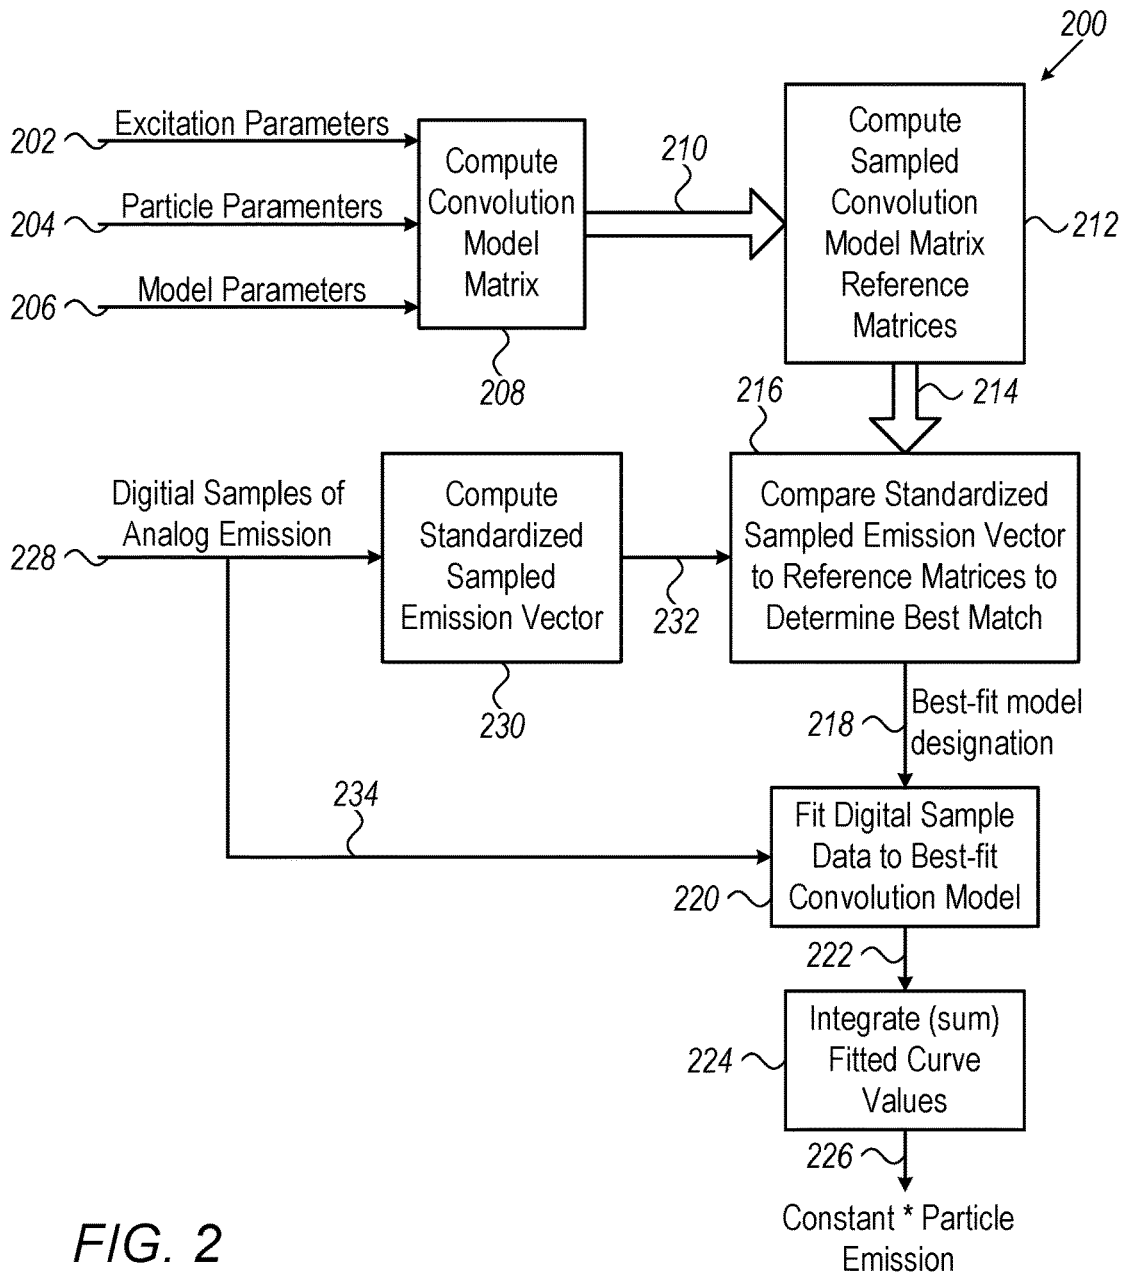 200
202
Excitation Parameters
204
Particle Paramenters
206
Model Parameters
Compute
Convolution
Model
Matrix
208
210
Compute
Sampled
Convolution
Model Matrix
Reference
Matrices
212
214
216
228
Digitial Samples of
Analog Emission
Compute
Standardized
Sampled
Emission Vector
230
232
Compare Standardized
Sampled Emission Vector
to Reference Matrices to
Determine Best Match
218
Best-fit model
designation
234
Fit Digital Sample
Data to Best-fit
Convolution Model
220
222
Integrate (sum)
Fitted Curve
Values
224
226
Constant * Particle
Emission
FIG. 2